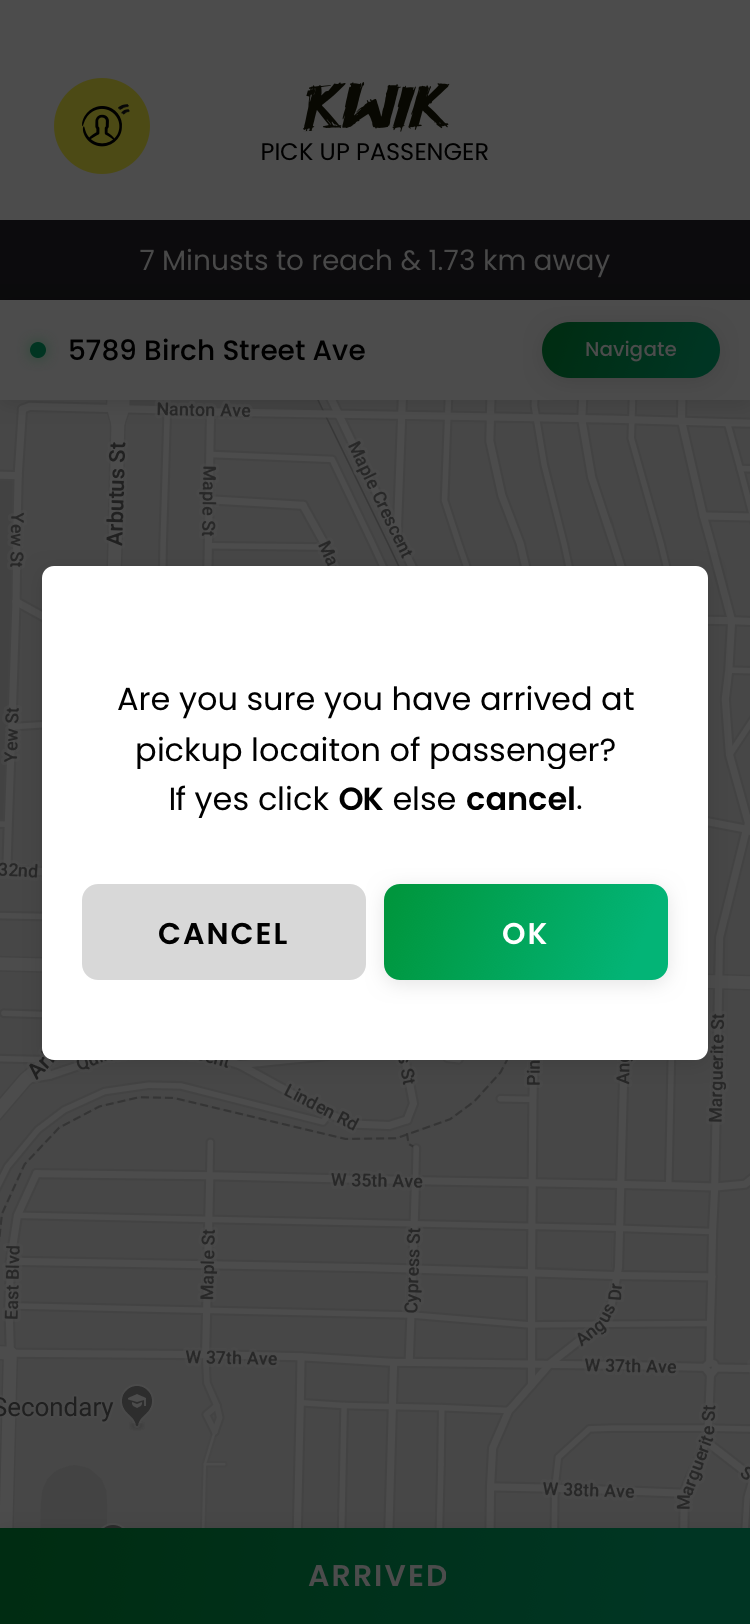 KWIK
PICK UP PASSENGER
7 Minusts to reach & 1.73 km away
5789 Birch Street Ave
Navigate
Nanton Ave
Arbutus St
Maple St
Maple Crescent
Yew St
Ma
Yew St
32nd
Are you sure you have arrived at
pickup locaiton of passenger?
If yes click OK else cancel.
CANCEL
OK
Ar
Qu
ent
s St
Pin
Ang
Marguerite St
Linden Rd
W 35th Ave
East Blvd
Maple St
Cypress St
Angus Dr
W 37th Ave
W 37th Ave
Secondary
Marguerite St
W 38th Ave
S
ARRIVED